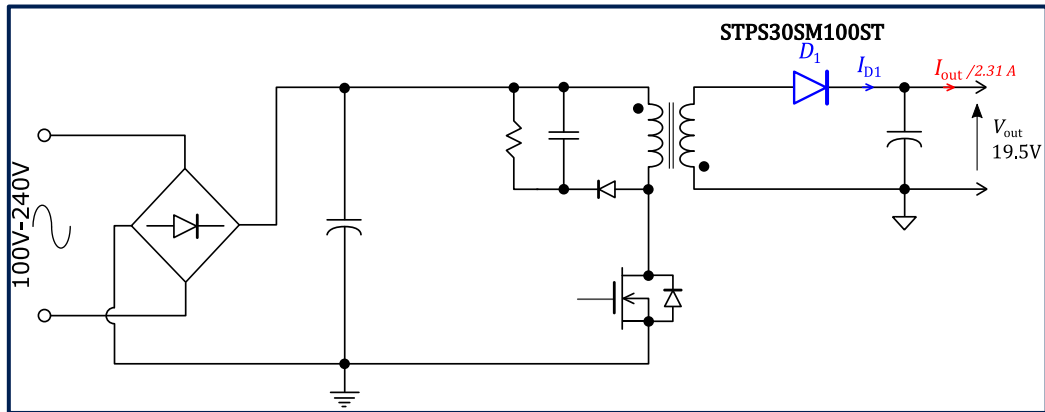 STPS30SM100ST
D1
ID1
Iout /2.31 A
Vout
19.5V
100V-240V